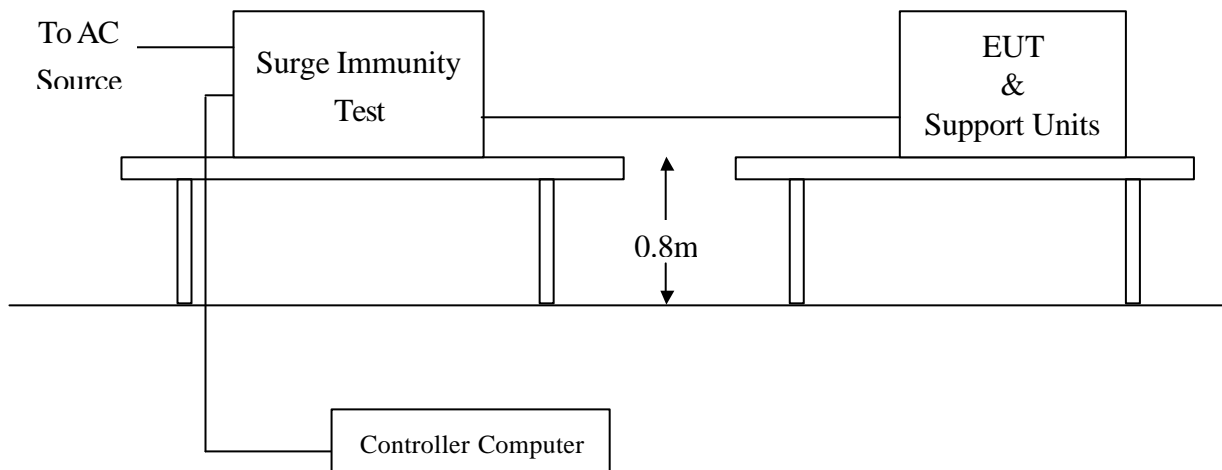 To AC
Source
Surge Immunity
Test
EUT
&
Support Units
0.8m
Controller Computer